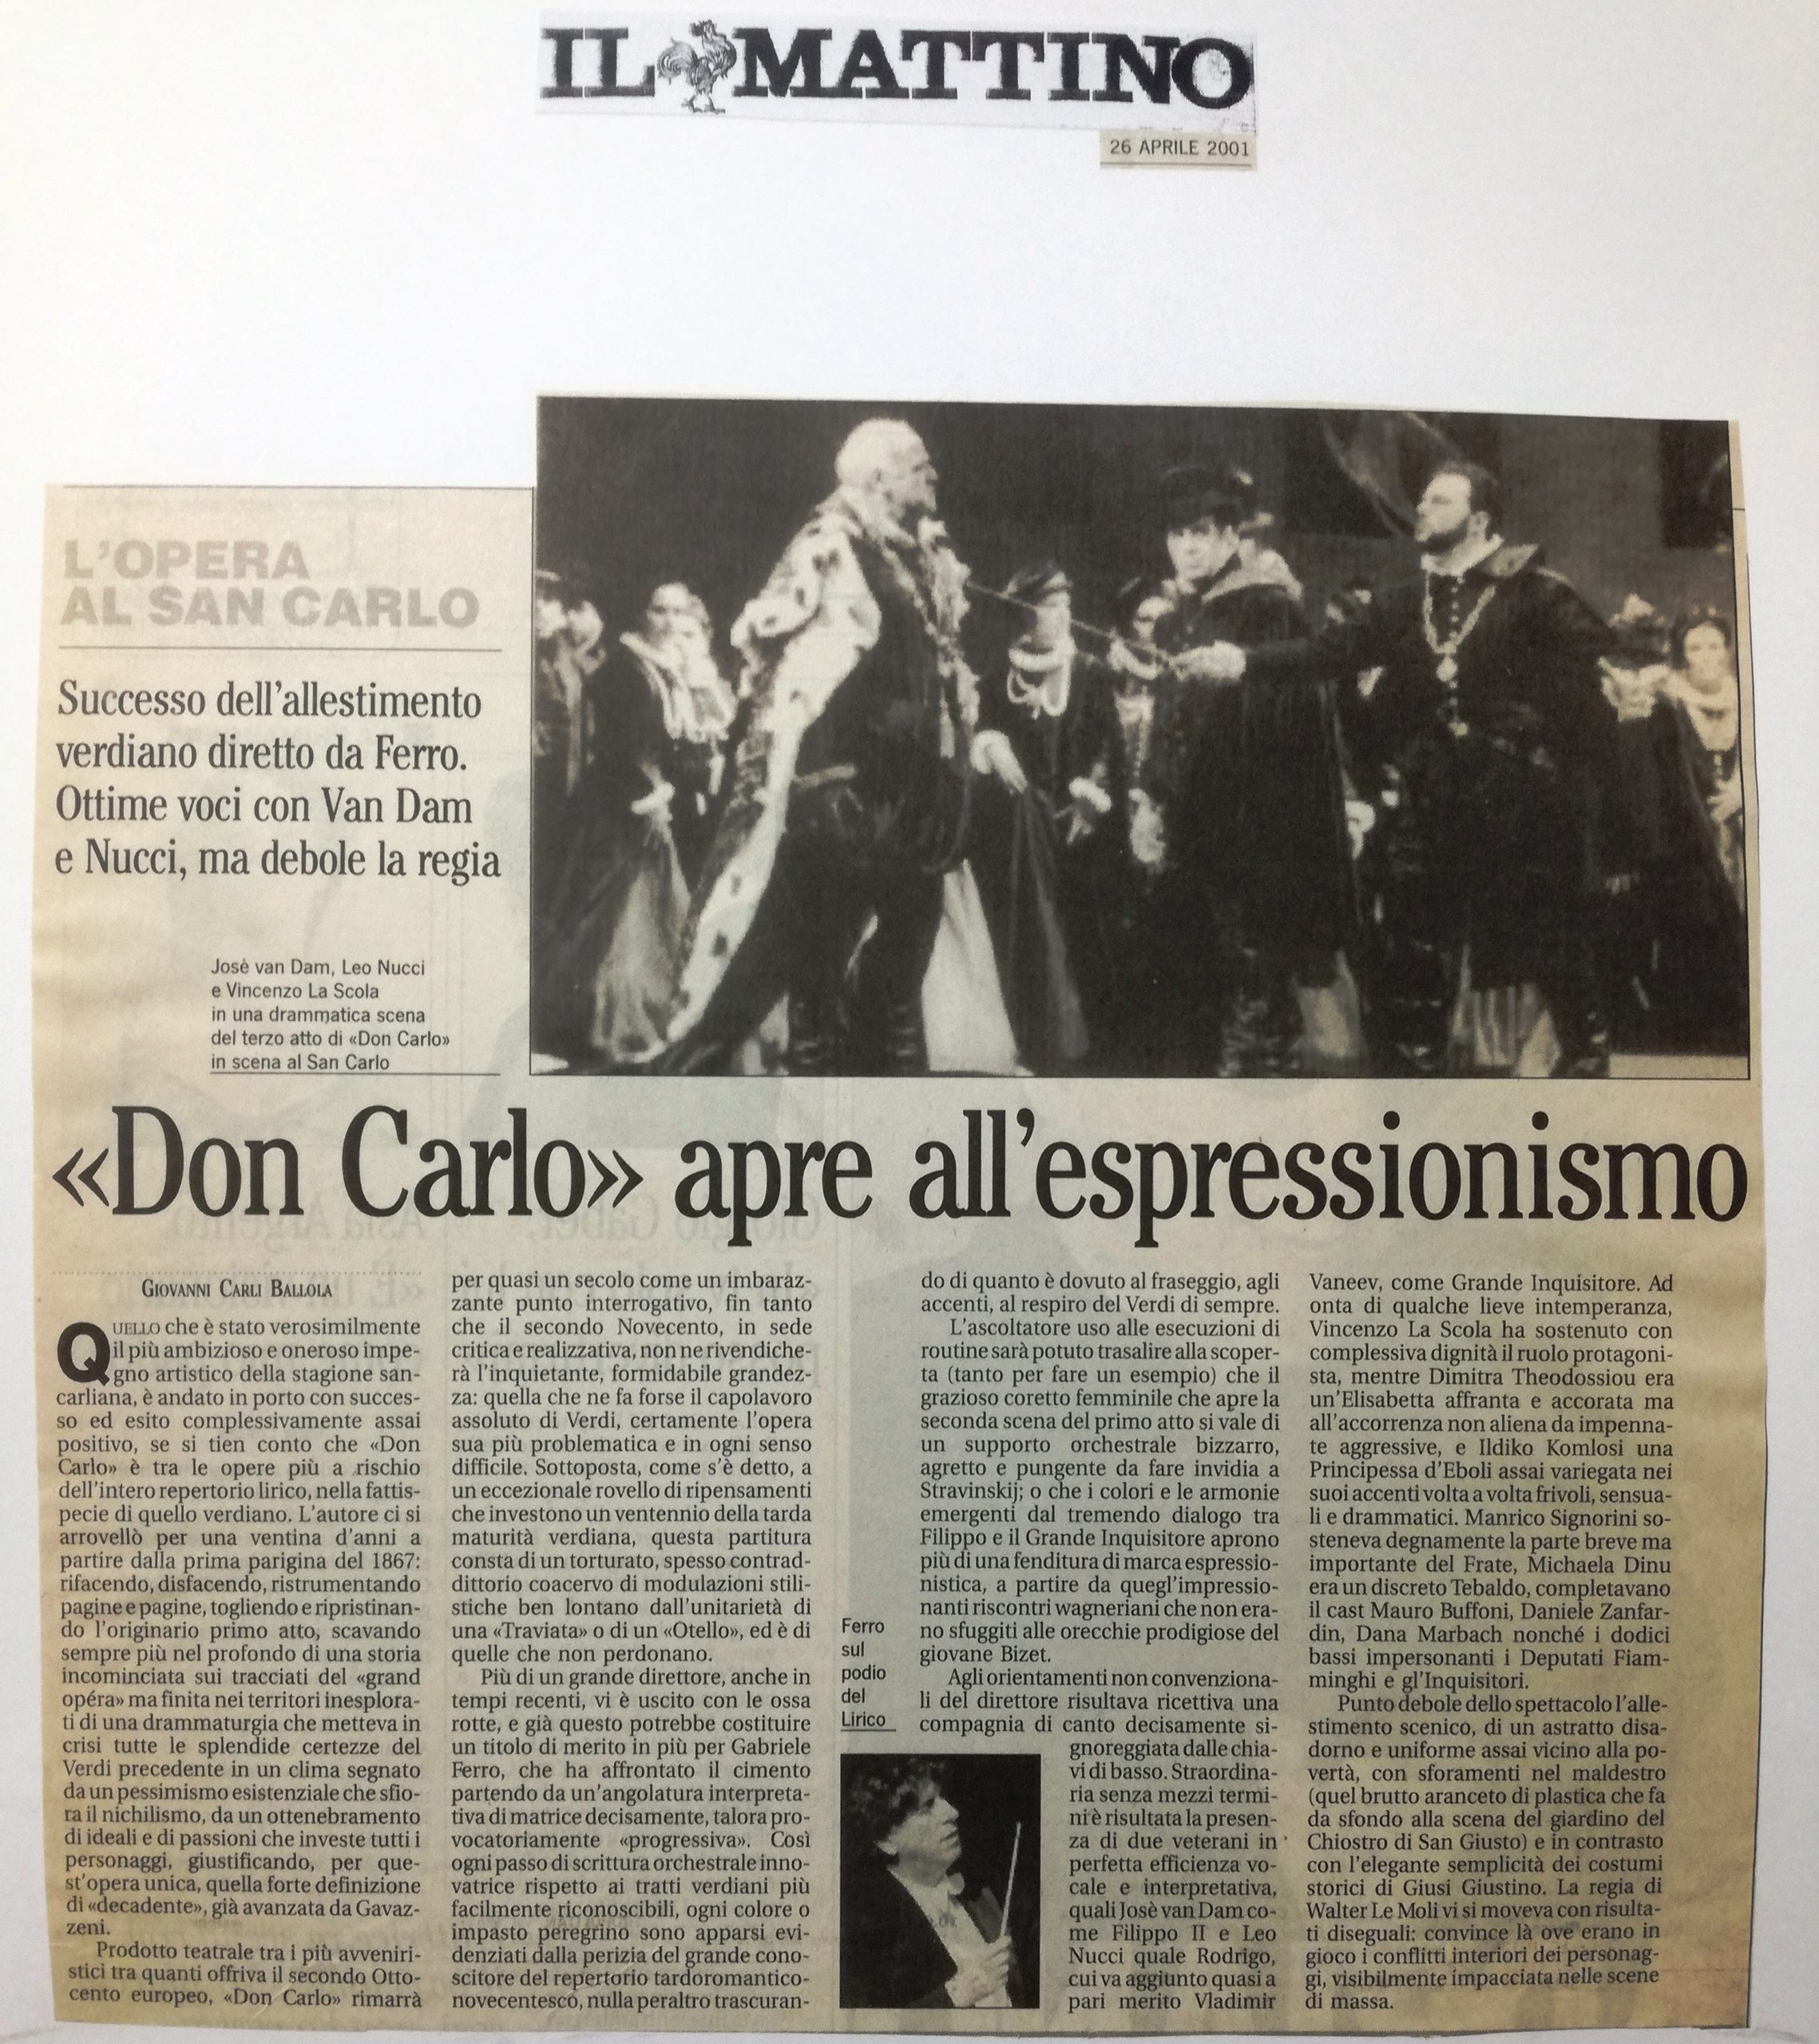 IL MATTINO
26 APRILE 2001
L'OPERA
AL SAN CARLO
Successo dell'allestimento
verdiano diretto da Ferro.
Ottime voci con Van Dam
e Nucci, ma debole la regia
Josè van Dam, Leo Nucci
e Vincenzo La Scola
in una drammatica scena
del terzo atto di «Don Carlo»
in scena al San Carlo
«Don Carlo» apre all'espressionismo
GIOVANNI CARLI BALLOLA
QUELLO che è stato verosimilmente
il più ambizioso e oneroso impe-
gno artistico della stagione san-
carliana, è andato in porto con succes-
so ed esito complessivamente assai
positivo, se si tien conto che «Don
Carlo» è tra le opere più a rischio
dell'intero repertorio lirico, nella fattis-
pecie di quello verdiano. L'autore ci si
arrovellò per una ventina d'anni a
partire dalla prima parigina del 1867:
rifacendo, disfacendo, ristrumentando
pagine e pagine, togliendo e ripristinan-
do l'originario primo atto, scavando
sempre più nel profondo di una storia
incominciata sui tracciati del «grand
opéra» ma finita nei territori inesplora-
ti di una drammaturgia che metteva in
crisi tutte le splendide certezze del
Verdi precedente in un clima segnato
da un pessimismo esistenziale che sfio-
ra il nichilismo, da un ottenebramento
di ideali e di passioni che investe tutti i
personaggi, giustificando, per que-
st'opera unica, quella forte definizione
di «decadente», già avanzata da Gavaz-
zeni.
Prodotto teatrale tra i più avveniri-
stici tra quanti offriva il secondo Otto-
cento europeo, «Don Carlo» rimarrà
per quasi un secolo come un imbaraz-
zante punto interrogativo, fin tanto
che il secondo Novecento, in sede
critica e realizzativa, non ne rivendiche-
rà l'inquietante, formidabile grandez-
za: quella che ne fa forse il capolavoro
assoluto di Verdi, certamente l'opera
sua più problematica e in ogni senso
difficile. Sottoposta, come s'è detto, a
un eccezionale rovello di ripensamenti
che investono un ventennio della tarda
maturità verdiana, questa partitura
consta di un torturato, spesso contrad-
dittorio coacervo di modulazioni stili-
stiche ben lontano dall'unitarietà di
una «Traviata» o di un «Otello», ed è di
quelle che non perdonano.
Più di un grande direttore, anche in
tempi recenti, vi è uscito con le ossa
rotte, e già questo potrebbe costituire
un titolo di merito in più per Gabriele
Ferro, che ha affrontato il cimento
partendo da un'angolatura interpreta-
tiva di matrice decisamente, talora pro-
vocatoriamente «progressiva». Così
ogni passo di scrittura orchestrale inno-
vatrice rispetto ai tratti verdiani più
facilmente riconoscibili, ogni colore o
impasto peregrino sono apparsi evi-
denziati dalla perizia del grande cono-
scitore del repertorio tardoromantico-
novecentesco, nulla peraltro trascuran-
do di quanto è dovuto al fraseggio, agli
accenti, al respiro del Verdi di sempre.
L'ascoltatore uso alle esecuzioni di
routine sarà potuto trasalire alla scoper-
ta (tanto per fare un esempio) che il
grazioso coretto femminile che apre la
seconda scena del primo atto si vale di
un supporto orchestrale bizzarro,
agretto e pungente da fare invidia a
Stravinskij; o che i colori e le armonie
emergenti dal tremendo dialogo tra
Filippo e il Grande Inquisitore aprono
più di una fenditura di marca espressio-
nistica, a partire da quegl'impressio-
nanti riscontri wagneriani che non era-
no sfuggiti alle orecchie prodigiose del
giovane Bizet.
Agli orientamenti non convenziona-
li del direttore risultava ricettiva una
compagnia di canto decisamente si-
gnoreggiata dalle chia-
vi di basso. Straordina-
ria senza mezzi termi-
ni è risultata la presen-
za di due veterani in
perfetta efficienza vo-
cale e interpretativa,
quali Josè van Dam co-
me Filippo II e Leo
Nucci quale Rodrigo,
cui va aggiunto quasi a
pari merito Vladimir
Ferro
sul
podio
del
Lirico
Vaneev, come Grande Inquisitore. Ad
onta di qualche lieve intemperanza,
Vincenzo La Scola ha sostenuto con
complessiva dignità il ruolo protagoni-
sta, mentre Dimitra Theodossiou era
un'Elisabetta affranta e accorata ma
all'accorrenza non aliena da impenna-
te aggressive, e Ildiko Komlosi una
Principessa d'Eboli assai variegata nei
suoi accenti volta a volta frivoli, sensua-
li e drammatici. Manrico Signorini so-
steneva degnamente la parte breve ma
importante del Frate, Michaela Dinu
era un discreto Tebaldo, completavano
il cast Mauro Buffoni, Daniele Zanfar-
din, Dana Marbach nonché i dodici
bassi impersonanti i Deputati Fiam-
minghi e gl'Inquisitori.
Punto debole dello spettacolo l'alle-
stimento scenico, di un astratto disa-
dorno e uniforme assai vicino alla po-
vertà, con sforamenti nel maldestro
(quel brutto aranceto di plastica che fa
da sfondo alla scena del giardino del
Chiostro di San Giusto) e in contrasto
con l'elegante semplicità dei costumi
storici di Giusi Giustino. La regia di
Walter Le Moli vi si moveva con risulta-
ti diseguali: convince là ove erano in
gioco i conflitti interiori dei personag-
gi, visibilmente impacciata nelle scene
di massa.